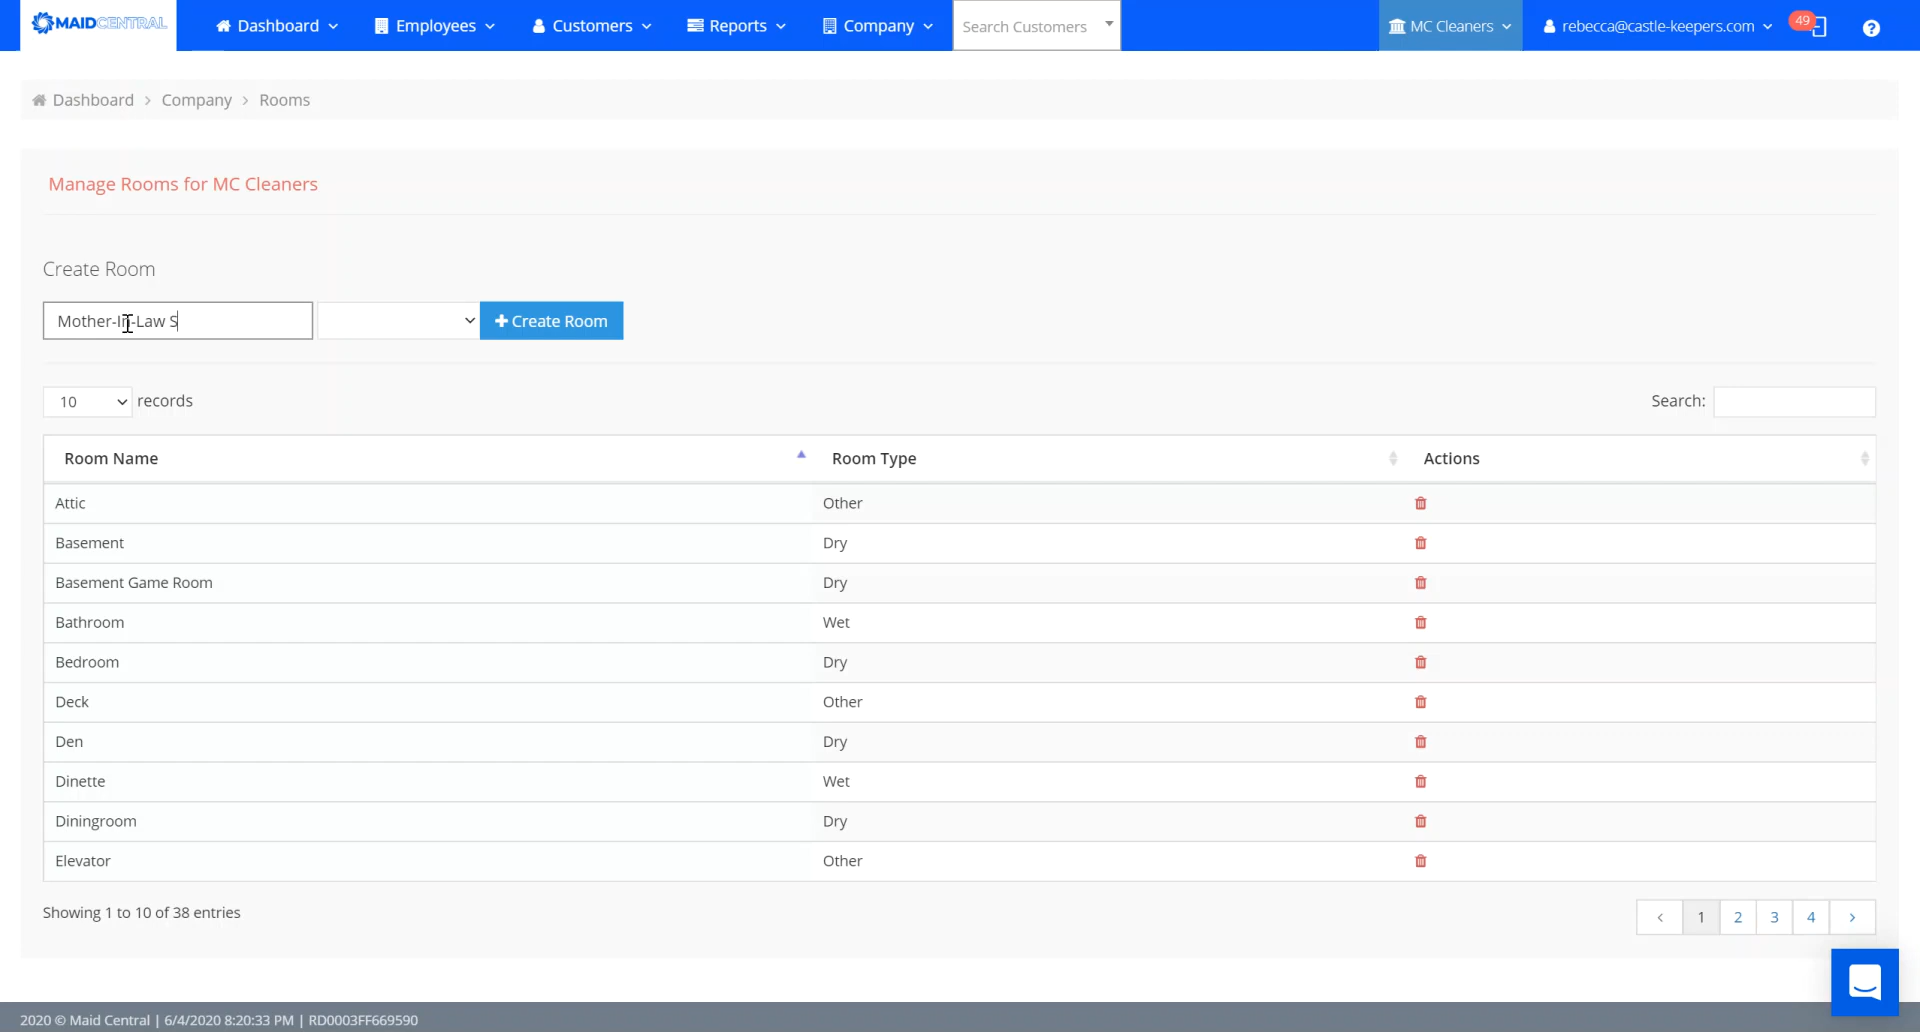 MAIDCENTRAL Dashboard Employees Customers Reports Company Search Customers MC Cleaners rebecca@castle-keepers.com 49
Dashboard > Company > Rooms
Manage Rooms for MC Cleaners
Create Room
Mother-In-Law S Create Room
10 records Search:
Room Name Room Type Actions
Attic Other
Basement Dry
Basement Game Room Dry
Bathroom Wet
Bedroom Dry
Deck Other
Den Dry
Dinette Wet
Diningroom Dry
Elevator Other
Showing 1 to 10 of 38 entries < 1 2 3 4 >
2020 © Maid Central | 6/4/2020 8:20:33 PM | RD0003FF669590